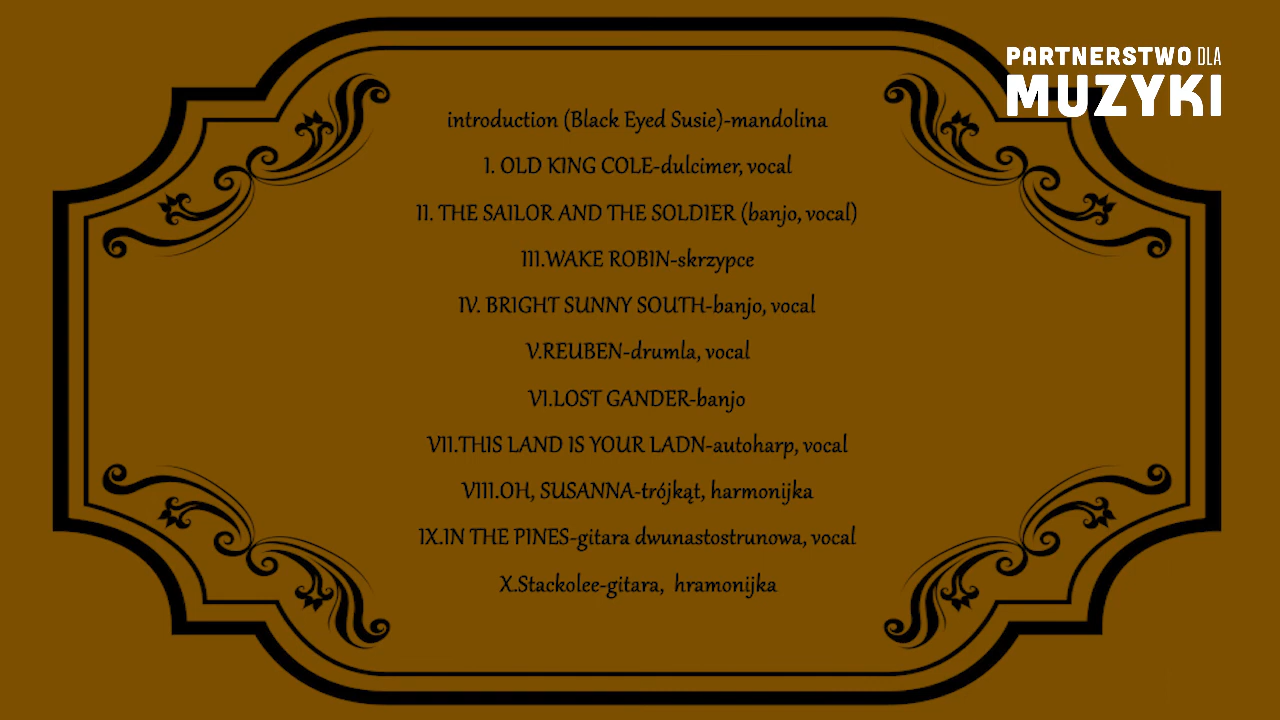 PARTNERSTWO DLA
MUZYKI
introduction (Black Eyed Susie)-mandolina
I. OLD KING COLE-dulcimer, vocal
II. THE SAILOR AND THE SOLDIER (banjo, vocal)
III.WAKE ROBIN-skrzypce
IV. BRIGHT SUNNY SOUTH-banjo, vocal
V.REUBEN-drumla, vocal
VI.LOST GANDER-banjo
VII.THIS LAND IS YOUR LADN-autoharp, vocal
VIII.OH, SUSANNA-trójkąt, harmonijka
IX.IN THE PINES-gitara dwunastostrunowa, vocal
X.Stackolee-gitara,  hramonijka